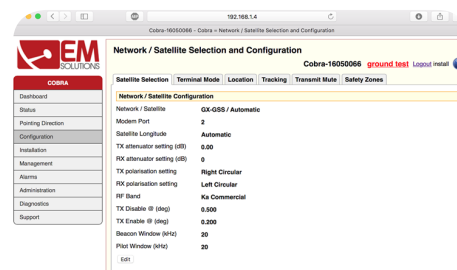 192.168.1.4
Cobra-16050066 - Cobra = Network / Satellite Selection and Configuration
EM
SOLUTIONS
Network / Satellite Selection and Configuration
Cobra-16050066 ground test Logout install
COBRA
Dashboard
Status
Pointing Direction
Configuration
Installation
Management
Alarms
Administration
Diagnostics
Support
Satellite Selection Terminal Mode Location Tracking Transmit Mute Safety Zones
Network / Satellite Configuration
Network / Satellite GX-GSS / Automatic
Modem Port 2
Satellite Longitude Automatic
TX attenuator setting (dB) 0.00
RX attenuator setting (dB) 0
TX polarisation setting Right Circular
RX polarisation setting Left Circular
RF Band Ka Commercial
TX Disable @ (deg) 0.500
TX Enable @ (deg) 0.200
Beacon Window (kHz) 20
Pilot Window (kHz) 20
Edit